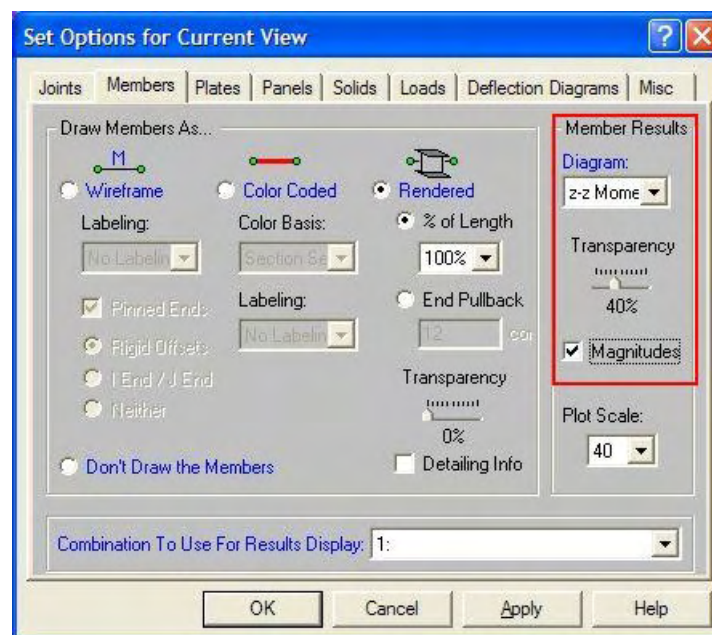 Set Options for Current View
Joints Members Plates Panels Solids Loads Deflection Diagrams Misc
Draw Members As...
M
Wireframe
Color Coded
Rendered
Labeling:
No Labelin
Pinned Ends
Rigid Offsets
I End / J End
Neither
Color Basis:
Section Se
Labeling:
No Labelin
% of Length
100%
End Pullback
12
Transparency
0%
Detailing Info
Don't Draw the Members
Member Results
Diagram:
z-z Mome
Transparency
40%
Magnitudes
Plot Scale:
40
Combination To Use For Results Display: 1:
OK Cancel Apply Help